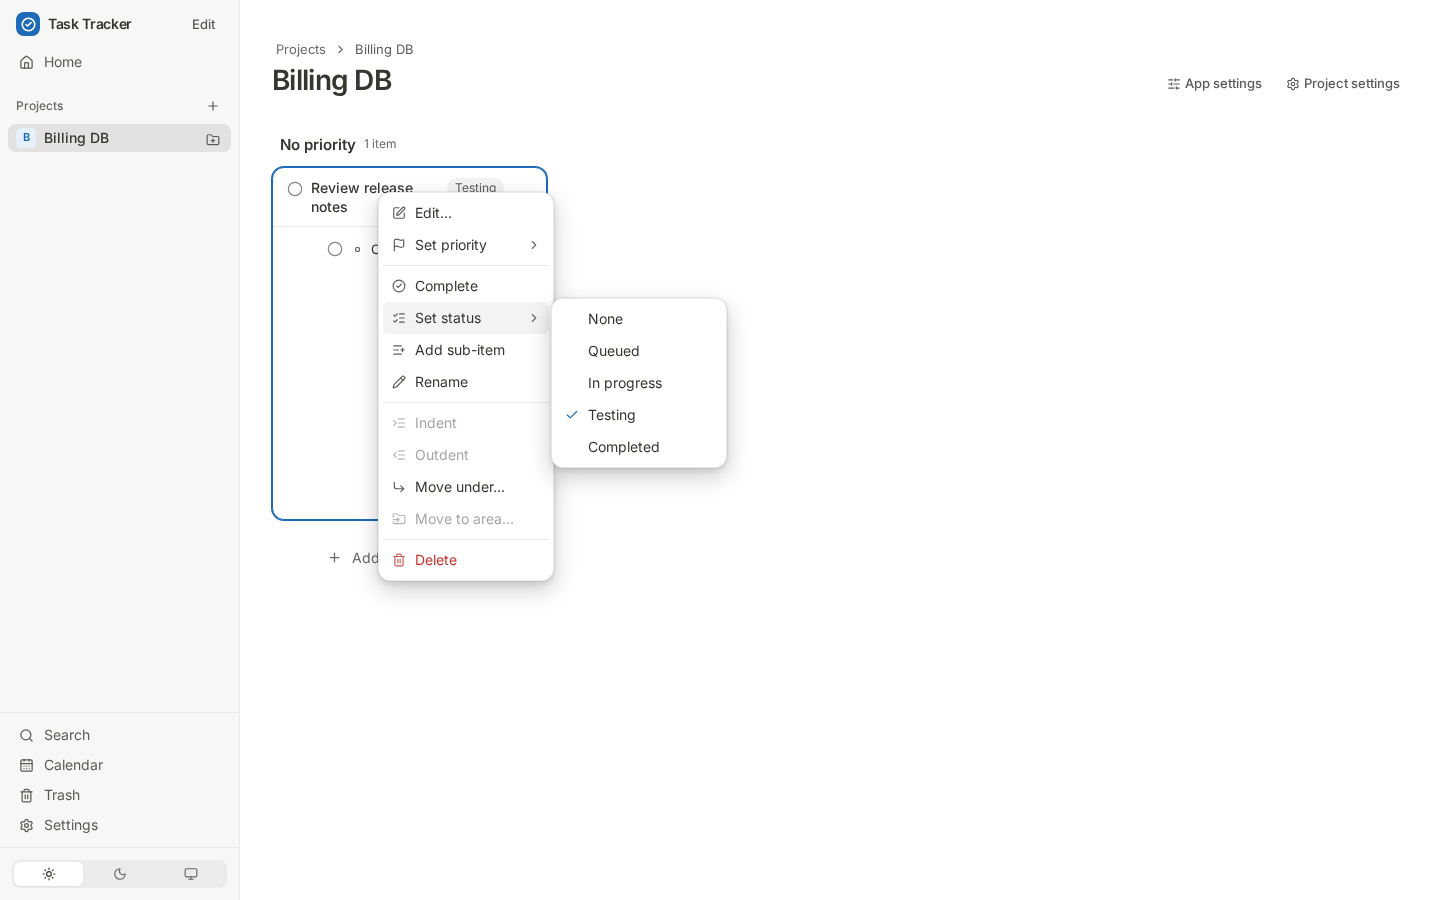 Task Tracker
Edit
Home
Projects
B
Billing DB
Search
Calendar
Trash
Settings
Projects
Billing DB
Billing DB
App settings
Project settings
No priority
1 item
Review release
notes
Testing
Add
Edit...
Set priority
Complete
Set status
Add sub-item
Rename
Indent
Outdent
Move under...
Move to area...
Delete
None
Queued
In progress
Testing
Completed